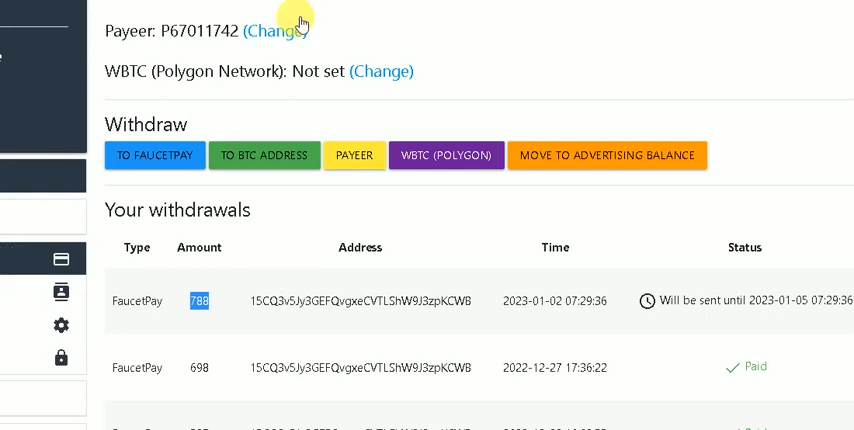 Payeer: P67011742 (Change)
WBTC (Polygon Network): Not set (Change)
Withdraw
TO FAUCETPAY TO BTC ADDRESS PAYEER WBTC (POLYGON) MOVE TO ADVERTISING BALANCE
Your withdrawals
Type Amount Address Time Status
FaucetPay 788 15CQ3v5Jy3GEFQvgxeCVTLShW9J3zpKCWB 2023-01-02 07:29:36 Will be sent until 2023-01-05 07:29:36
FaucetPay 698 15CQ3v5Jy3GEFQvgxeCVTLShW9J3zpKCWB 2022-12-27 17:36:22 Paid